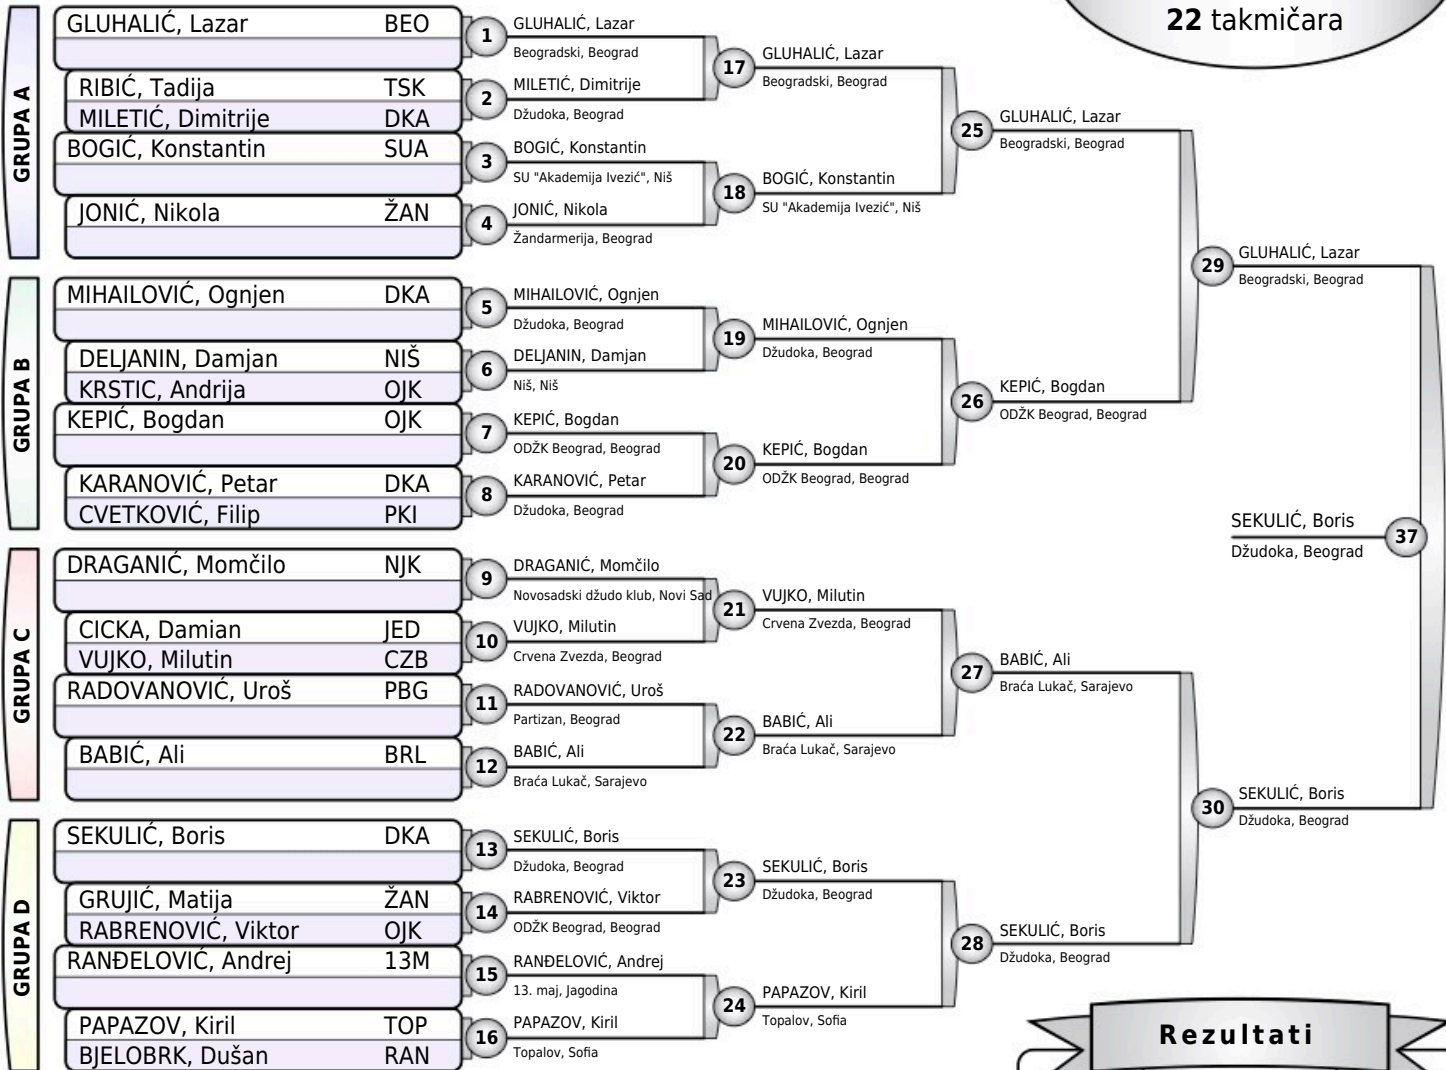 22 takmičara
GRUPA A
GLUHALIĆ, Lazar BEO
RIBIĆ, Tadija TSK
MILETIĆ, Dimitrije DKA
BOGIĆ, Konstantin SUA
JONIĆ, Nikola ŽAN
GRUPA B
MIHAILOVIĆ, Ognjen DKA
DELJANIN, Damjan NIŠ
KRSTIC, Andrija OJK
KEPIĆ, Bogdan OJK
KARANOVIĆ, Petar DKA
CVETKOVIĆ, Filip PKI
GRUPA C
DRAGANIĆ, Momčilo NJK
CICKA, Damian JED
VUJKO, Milutin CZB
RADOVANOVIĆ, Uroš PBG
BABIĆ, Ali BRL
GRUPA D
SEKULIĆ, Boris DKA
GRUJIĆ, Matija ŽAN
RABRENOVIĆ, Viktor OJK
RANĐELOVIĆ, Andrej 13M
PAPAZOV, Kiril TOP
BJELOBRK, Dušan RAN
1 GLUHALIĆ, Lazar
Beogradski, Beograd
2 MILETIĆ, Dimitrije
Džudoka, Beograd
3 BOGIĆ, Konstantin
SU "Akademija Ivezić", Niš
4 JONIĆ, Nikola
Žandarmerija, Beograd
5 MIHAILOVIĆ, Ognjen
Džudoka, Beograd
6 DELJANIN, Damjan
Niš, Niš
7 KEPIĆ, Bogdan
ODŽK Beograd, Beograd
8 KARANOVIĆ, Petar
Džudoka, Beograd
9 DRAGANIĆ, Momčilo
Novosadski džudo klub, Novi Sad
10 VUJKO, Milutin
Crvena Zvezda, Beograd
11 RADOVANOVIĆ, Uroš
Partizan, Beograd
12 BABIĆ, Ali
Braća Lukač, Sarajevo
13 SEKULIĆ, Boris
Džudoka, Beograd
14 RABRENOVIĆ, Viktor
ODŽK Beograd, Beograd
15 RANĐELOVIĆ, Andrej
13. maj, Jagodina
16 PAPAZOV, Kiril
Topalov, Sofia
17 GLUHALIĆ, Lazar
Beogradski, Beograd
18 BOGIĆ, Konstantin
SU "Akademija Ivezić", Niš
19 MIHAILOVIĆ, Ognjen
Džudoka, Beograd
20 KEPIĆ, Bogdan
ODŽK Beograd, Beograd
21 VUJKO, Milutin
Crvena Zvezda, Beograd
22 BABIĆ, Ali
Braća Lukač, Sarajevo
23 SEKULIĆ, Boris
Džudoka, Beograd
24 PAPAZOV, Kiril
Topalov, Sofia
25 GLUHALIĆ, Lazar
Beogradski, Beograd
26 KEPIĆ, Bogdan
ODŽK Beograd, Beograd
27 BABIĆ, Ali
Braća Lukač, Sarajevo
28 SEKULIĆ, Boris
Džudoka, Beograd
29 GLUHALIĆ, Lazar
Beogradski, Beograd
30 SEKULIĆ, Boris
Džudoka, Beograd
SEKULIĆ, Boris 37
Džudoka, Beograd
Rezultati